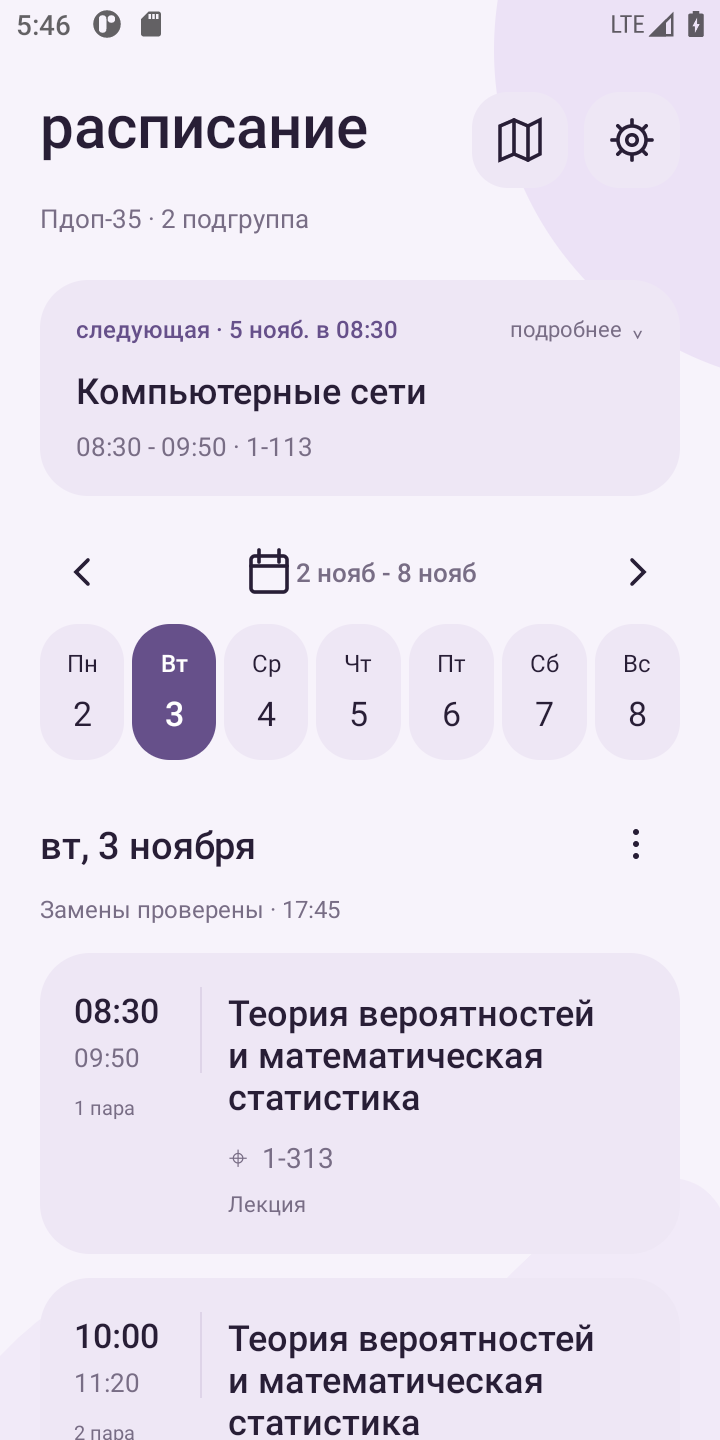 5:46 LTE
расписание
Пдоп-35 · 2 подгруппа
следующая · 5 нояб. в 08:30 подробнее
Компьютерные сети
08:30 - 09:50 · 1-113
2 нояб - 8 нояб
Пн Вт Ср Чт Пт Сб Вс
2 3 4 5 6 7 8
вт, 3 ноября
Замены проверены · 17:45
08:30
09:50
1 пара
Теория вероятностей
и математическая
статистика
1-313
Лекция
10:00
11:20
2 пара
Теория вероятностей
и математическая
статистика